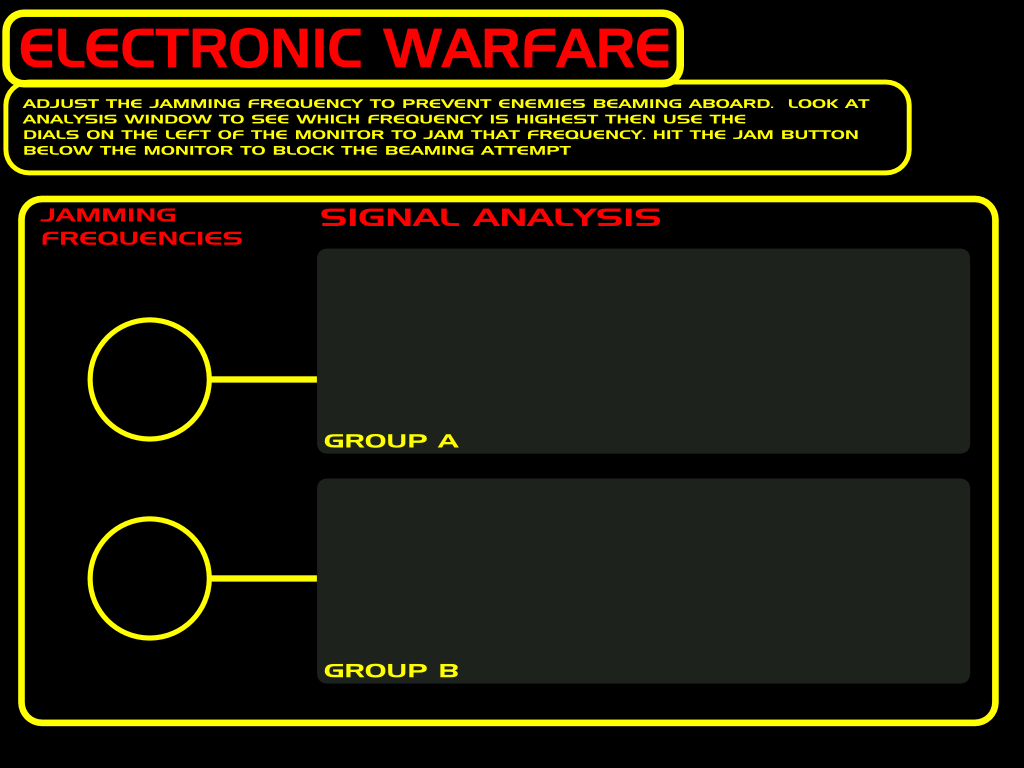 ELECTRONIC WARFARE
ADJUST THE JAMMING FREQUENCY TO PREVENT ENEMIES BEAMING ABOARD.  LOOK AT
ANALYSIS WINDOW TO SEE WHICH FREQUENCY IS HIGHEST THEN USE THE
DIALS ON THE LEFT OF THE MONITOR TO JAM THAT FREQUENCY. HIT THE JAM BUTTON
BELOW THE MONITOR TO BLOCK THE BEAMING ATTEMPT
JAMMING
FREQUENCIES
SIGNAL ANALYSIS
GROUP A
GROUP B